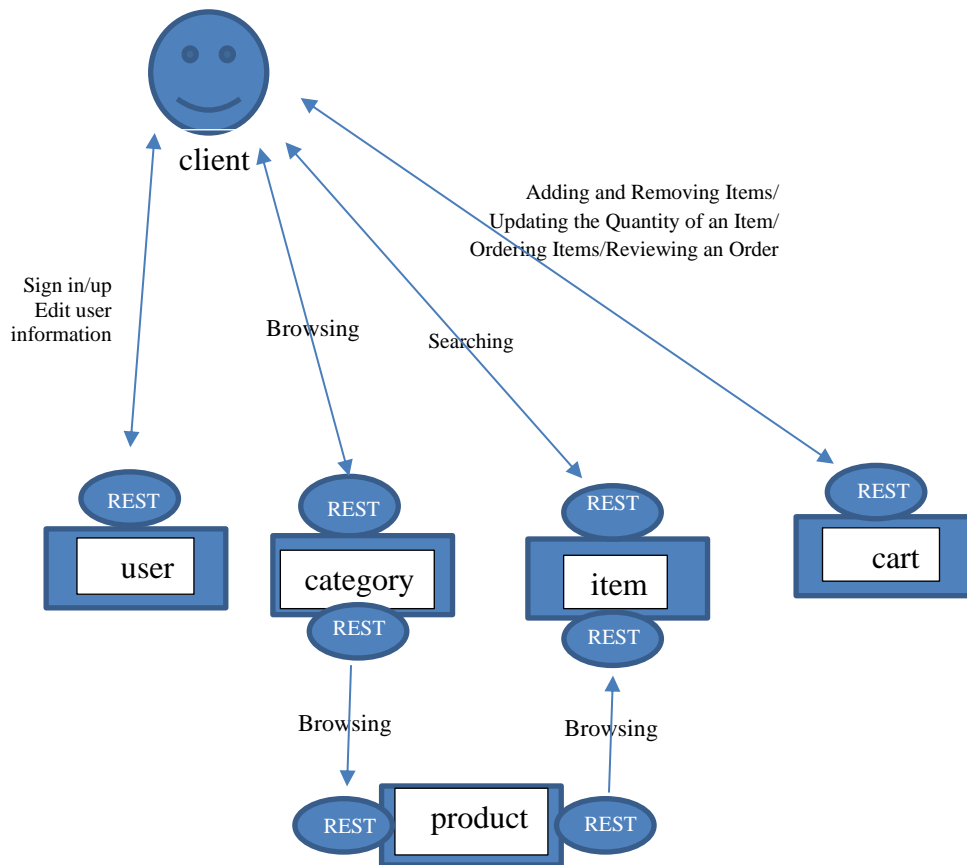 client
Adding and Removing Items/
Updating the Quantity of an Item/
Ordering Items/Reviewing an Order
Sign in/up
Edit user
information
Browsing
Searching
REST
REST
REST
REST
user
category
item
cart
REST
REST
Browsing
Browsing
REST
product
REST